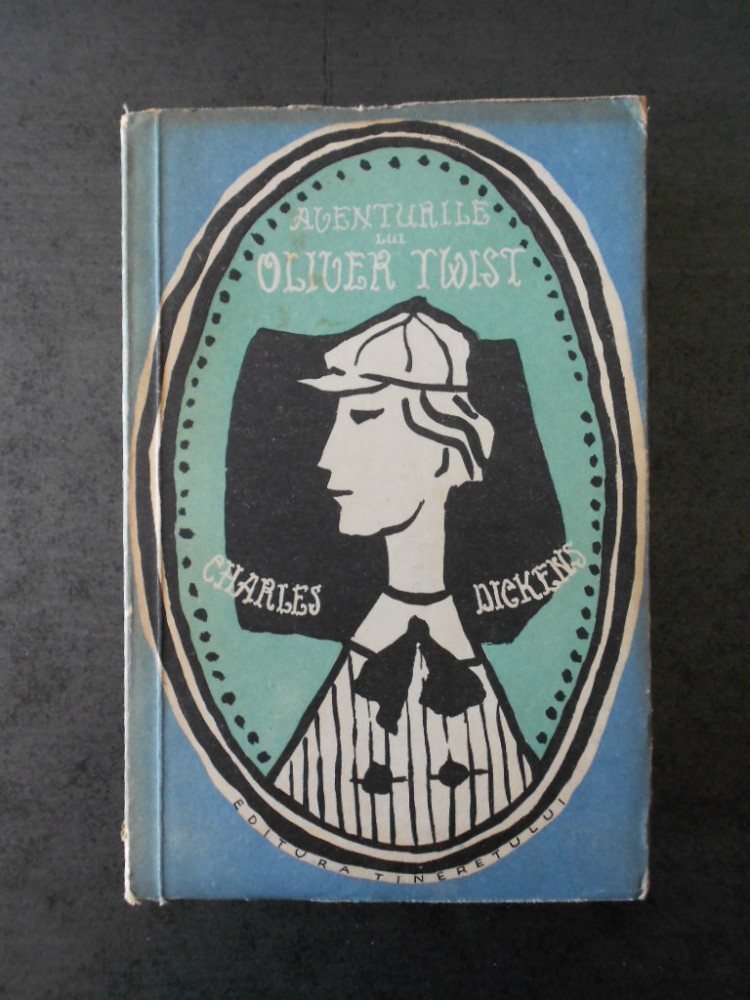 AVENTURILE
LUI
OLIVER TWIST
CHARLES DICKENS
EDITURA TINERETULUI